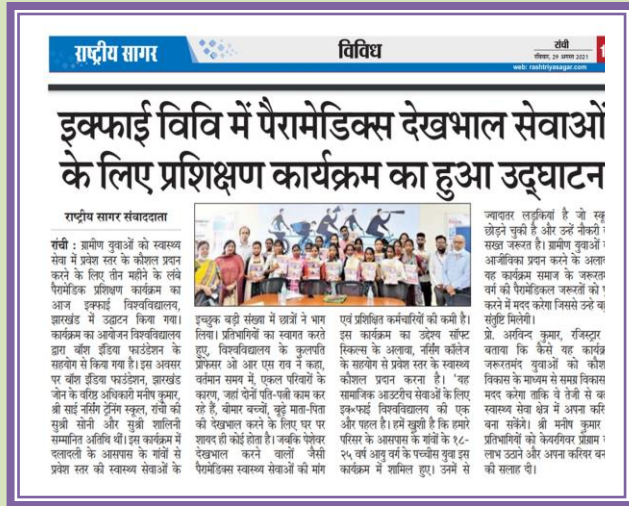 राष्ट्रीय सागर
विविध
रांची
रविवार, 29 अगस्त 2021
web: rashtriyasagar.com
इक्फाई विवि में पैरामेडिक्स देखभाल सेवाओं
के लिए प्रशिक्षण कार्यक्रम का हुआ उद्घाटन
राष्ट्रीय सागर संवाददाता
रांची : ग्रामीण युवाओं को स्वास्थ्य
सेवा में प्रवेश स्तर के कौशल प्रदान
करने के लिए तीन महीने के लंबे
पैरामेडिक प्रशिक्षण कार्यक्रम का
आज इक्फाई विश्वविद्यालय,
झारखंड में उद्घाटन किया गया।
कार्यक्रम का आयोजन विश्वविद्यालय
द्वारा बॉश इंडिया फाउंडेशन के
सहयोग से किया गया है। इस अवसर
पर बॉश इंडिया फाउंडेशन, झारखंड
जोन के वरिष्ठ अधिकारी मनीप कुमार,
श्री साई नर्सिंग ट्रेनिंग स्कूल, रांची की
सुश्री सोनी और सुश्री शालिनी
सम्मानित अतिथि थीं। इस कार्यक्रम में
दलादली के आसपास के गांवों से
प्रवेश स्तर की स्वास्थ्य सेवाओं के
इच्छुक बड़ी संख्या में छात्रों ने भाग
लिया। प्रतिभागियों का स्वागत करते
हुए, विश्वविद्यालय के कुलपति
प्रोफेसर ओ आर एस राव ने कहा,
वर्तमान समय में, एकल परिवारों के
कारण, जहां दोनों पति-पत्नी काम कर
रहे हैं, बीमार बच्चों, बूढ़े माता-पिता
की देखभाल करने के लिए घर पर
शायद ही कोई होता है। जबकि पेशेवर
देखभाल करने वालों जैसी
पैरामेडिक्स स्वास्थ्य सेवाओं की मांग
एवं प्रशिक्षित कर्मचारियों की कमी है।
इस कार्यक्रम का उद्देश्य सॉफ्ट
स्किल्स के अलावा, नर्सिंग कॉलेज
के सहयोग से प्रवेश स्तर के स्वास्थ्य
कौशल प्रदान करना है। 'यह
सामाजिक आउटरीच सेवाओं के लिए
इक्फाई विश्वविद्यालय की एक
और पहल है। हमें खुशी है कि हमारे
परिसर के आसपास के गांवों के १८-
२५ वर्ष आयु वर्ग के पच्चीस युवा इस
कार्यक्रम में शामिल हुए। उनमें से
ज्यादातर लड़कियां है जो
छोड़ने चुकी है और उन्हें नौकरी
सख्त जरूरत है। ग्रामीण युवाओं
आजीविका प्रदान करने के
यह कार्यक्रम समाज के
वर्ग की पैरामेडिकल जरूरतों को
करने में मदद करेगा जिससे उन्हें
संतुष्टि मिलेगी।
प्रो. अरविन्द कुमार, रजिस्ट्रार
बताया कि कैसे यह
जरूरतमंद युवाओं को
विकास के माध्यम से समग्र
मदद करेगा ताकि वे तेजी से
स्वास्थ्य सेवा क्षेत्र में अपना
बना सकेंगे। श्री मनीष कुमार
प्रतिभागियों को केयरगिवर प्रोग्राम
लाभ उठाने और अपना करियर
की सलाह दी।